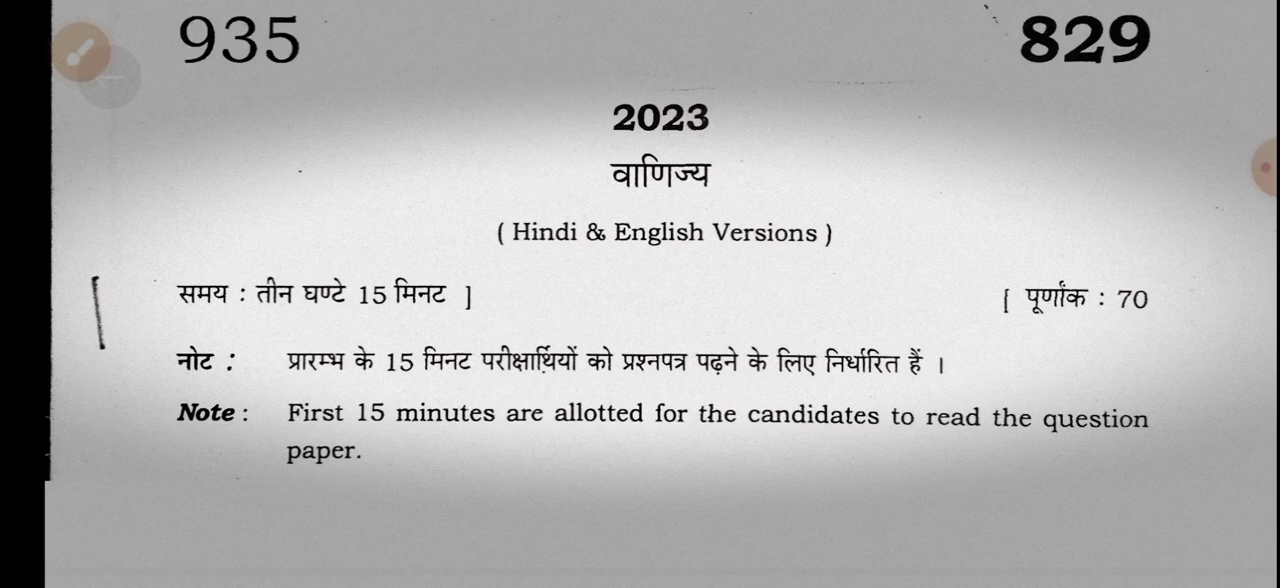 935 829
2023
वाणिज्य
( Hindi & English Versions )
समय : तीन घण्टे 15 मिनट ] [ पूर्णांक : 70
नोट : प्रारम्भ के 15 मिनट परीक्षार्थियों को प्रश्नपत्र पढ़ने के लिए निर्धारित हैं ।
Note : First 15 minutes are allotted for the candidates to read the question
paper.